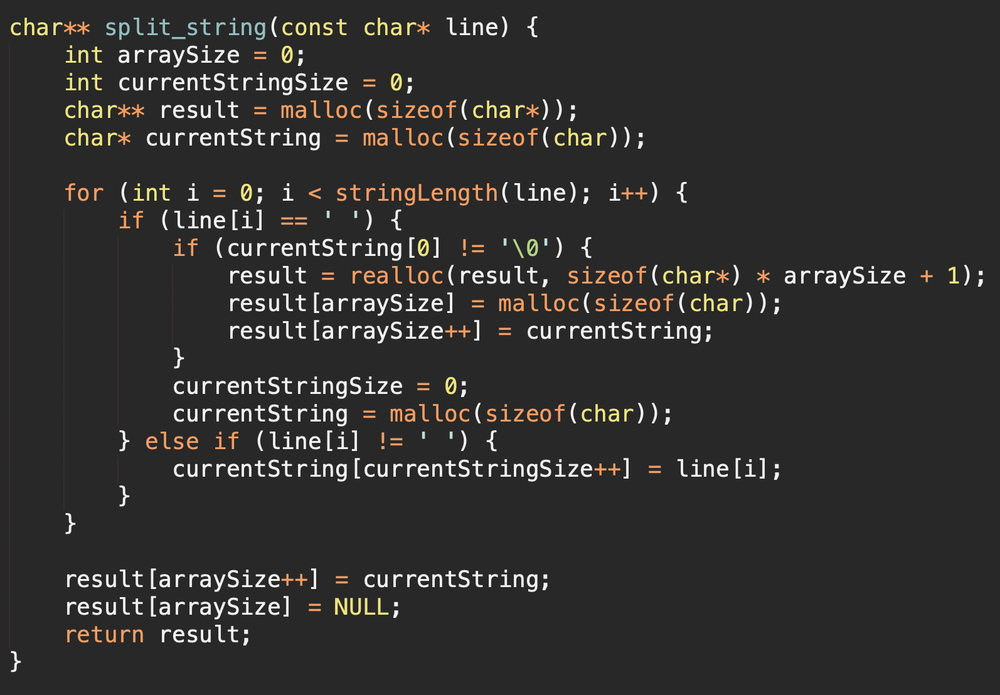 char** split_string(const char* line) {
    int arraySize = 0;
    int currentStringSize = 0;
    char** result = malloc(sizeof(char*));
    char* currentString = malloc(sizeof(char));

    for (int i = 0; i < stringLength(line); i++) {
        if (line[i] == ' ') {
            if (currentString[0] != '\0') {
                result = realloc(result, sizeof(char*) * arraySize + 1);
                result[arraySize] = malloc(sizeof(char));
                result[arraySize++] = currentString;
            }
            currentStringSize = 0;
            currentString = malloc(sizeof(char));
        } else if (line[i] != ' ') {
            currentString[currentStringSize++] = line[i];
        }
    }

    result[arraySize++] = currentString;
    result[arraySize] = NULL;
    return result;
}